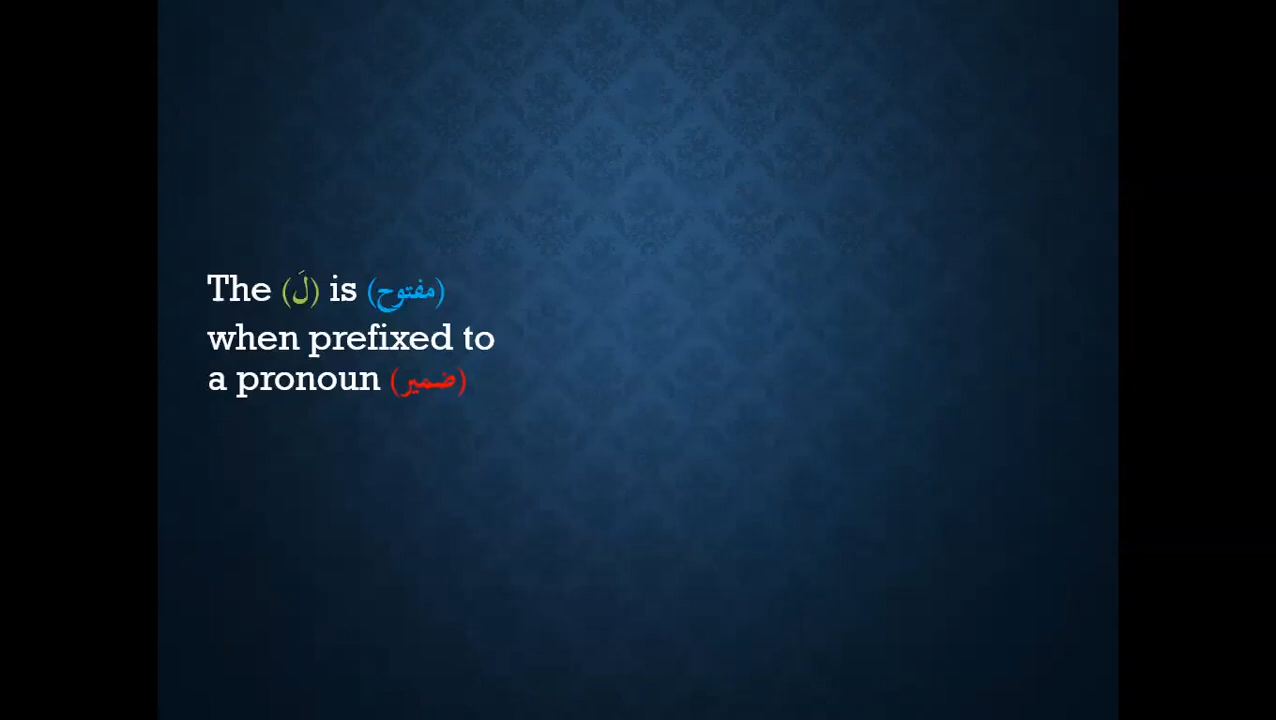 The (لَ) is (مفتوح)
when prefixed to
a pronoun (ضمير)